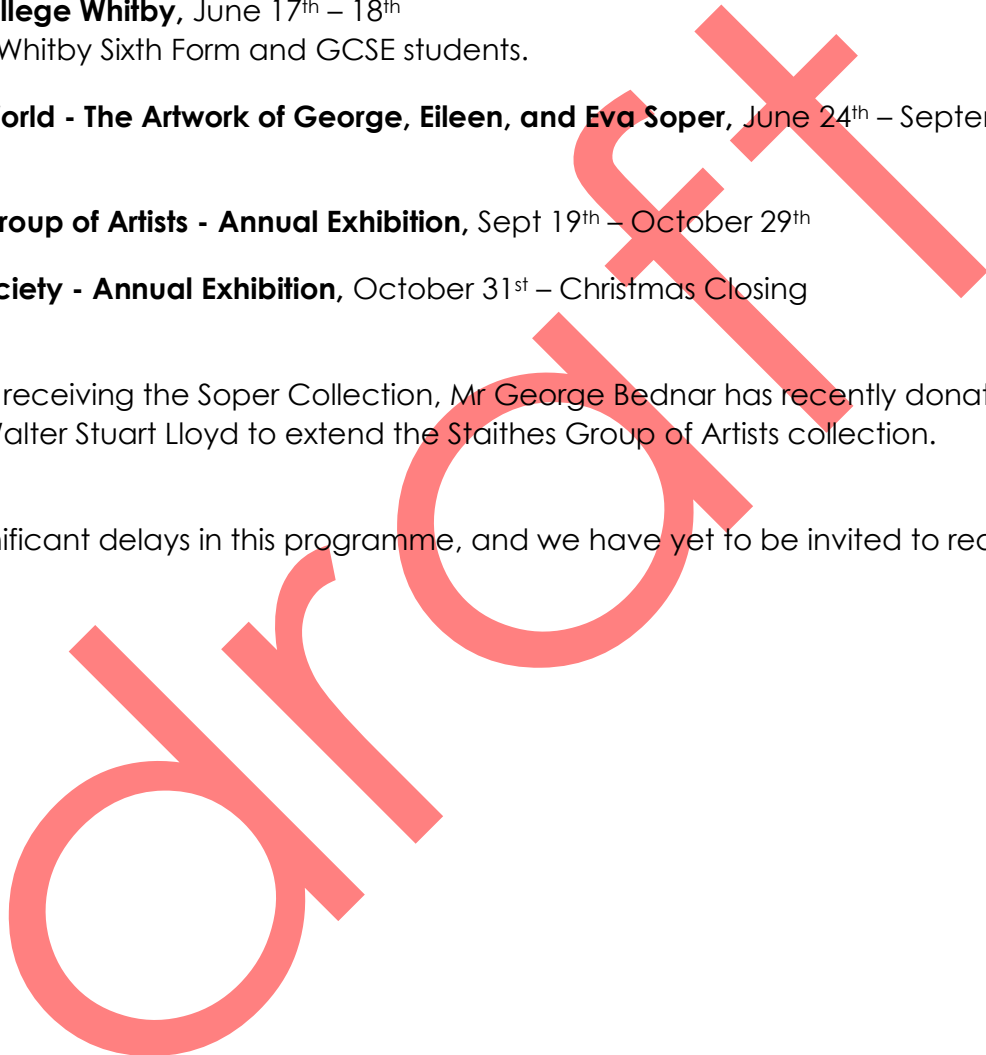 llege Whitby, June 17th – 18th
Whitby Sixth Form and GCSE students.
orld - The Artwork of George, Eileen, and Eva Soper, June 24th – Septe
roup of Artists - Annual Exhibition, Sept 19th – October 29th
ciety - Annual Exhibition, October 31st – Christmas Closing
receiving the Soper Collection, Mr George Bednar has recently donat
alter Stuart Lloyd to extend the Staithes Group of Artists collection.
nificant delays in this programme, and we have yet to be invited to re
draft